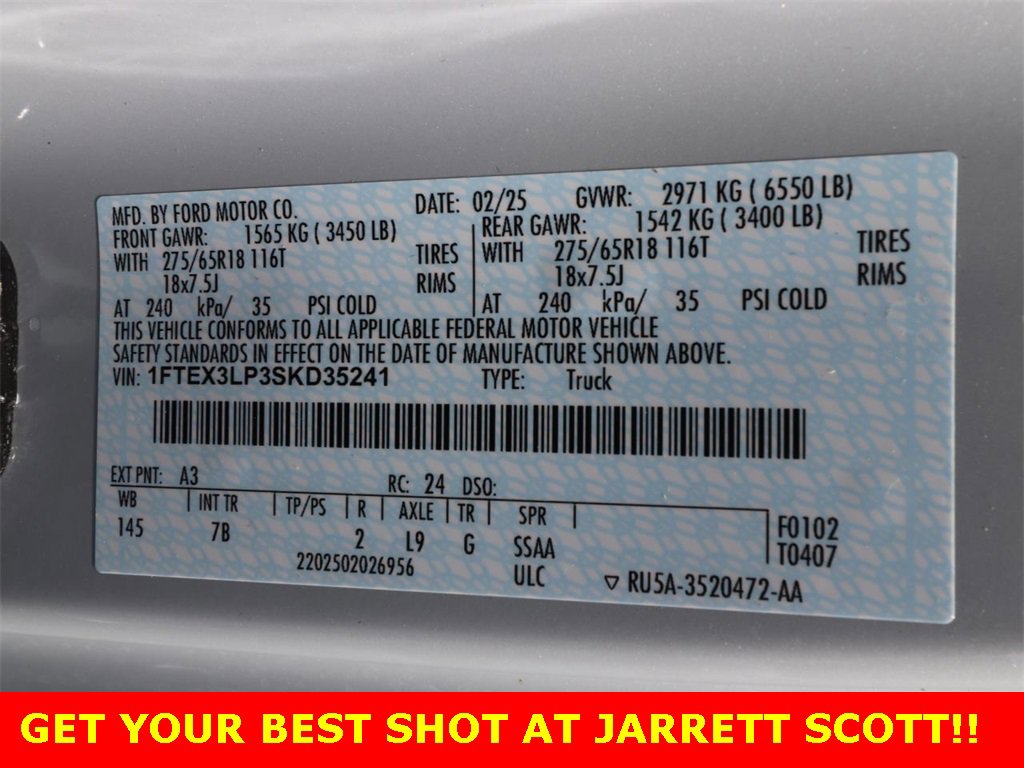 MFD. BY FORD MOTOR CO. DATE: 02/25 GVWR: 2971 KG ( 6550 LB)
FRONT GAWR: 1565 KG ( 3450 LB) REAR GAWR: 1542 KG ( 3400 LB)
WITH 275/65R18 116T TIRES WITH 275/65R18 116T TIRES
18x7.5J RIMS 18x7.5J RIMS
AT 240 kPa/ 35 PSI COLD AT 240 kPa/ 35 PSI COLD
THIS VEHICLE CONFORMS TO ALL APPLICABLE FEDERAL MOTOR VEHICLE
SAFETY STANDARDS IN EFFECT ON THE DATE OF MANUFACTURE SHOWN ABOVE.
VIN: 1FTEX3LP3SKD35241 TYPE: Truck
EXT PNT: A3 RC: 24 DSO:
WB INT TR TP/PS R AXLE TR SPR F0102
145 7B 2 L9 G SSAA T0407
2202502026956 ULC RU5A-3520472-AA
GET YOUR BEST SHOT AT JARRETT SCOTT!!